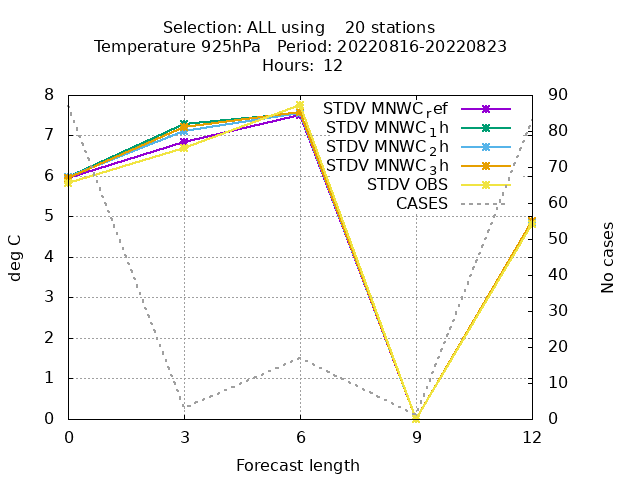 Selection: ALL using    20 stations
Temperature 925hPa   Period: 20220816-20220823
Hours: 12
8 90
STDV MNWC_ref
80
7 STDV MNWC_1h
STDV MNWC_2h
70
6 STDV MNWC_3h
STDV OBS
60
CASES
5
50
deg C
No cases
4
40
3
30
2
20
1
10
0 0
0 3 6 9 12
Forecast length